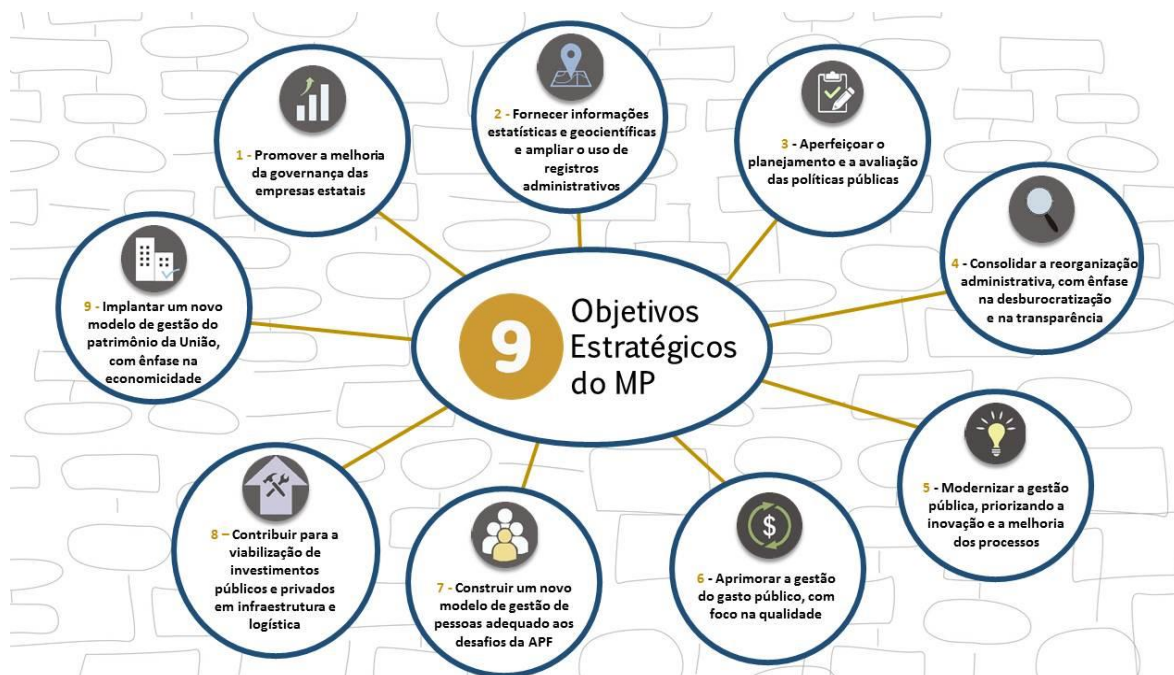 9
Objetivos
Estratégicos
do MP
1 - Promover a melhoria
da governança das
empresas estatais
2 - Fornecer informações
estatísticas e geocientíficas
e ampliar o uso de
registros
administrativos
3 - Aperfeiçoar o
planejamento e a avaliação
das políticas públicas
4 - Consolidar a reorganização
administrativa, com ênfase
na desburocratização
e na transparência
5 - Modernizar a gestão
pública, priorizando a
inovação e a melhoria
dos processos
$
6 - Aprimorar a gestão
do gasto público, com
foco na qualidade
7 - Construir um novo
modelo de gestão de
pessoas adequado aos
desafios da APF
8 – Contribuir para a
viabilização de
investimentos
públicos e privados
em infraestrutura e
logística
9 - Implantar um novo
modelo de gestão do
patrimônio da União,
com ênfase na
economicidade